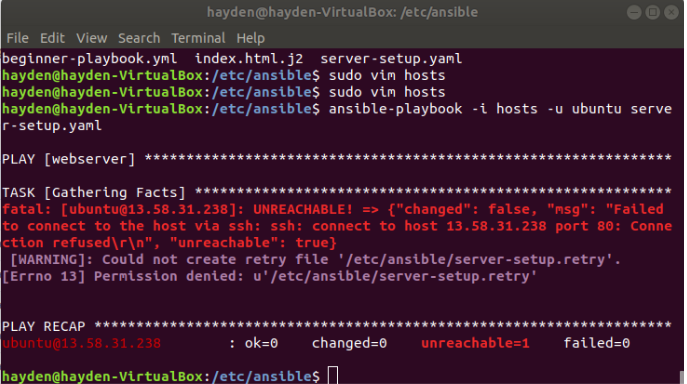 hayden@hayden-VirtualBox: /etc/ansible
File Edit View Search Terminal Help
beginner-playbook.yml  index.html.j2  server-setup.yaml
hayden@hayden-VirtualBox:/etc/ansible$ sudo vim hosts
hayden@hayden-VirtualBox:/etc/ansible$ sudo vim hosts
hayden@hayden-VirtualBox:/etc/ansible$ ansible-playbook -i hosts -u ubuntu serve
r-setup.yaml
PLAY [webserver] ***************************************************************
TASK [Gathering Facts] *********************************************************
fatal: [ubuntu@13.58.31.238]: UNREACHABLE! => {"changed": false, "msg": "Failed
to connect to the host via ssh: ssh: connect to host 13.58.31.238 port 80: Conne
ction refused\r\n", "unreachable": true}
 [WARNING]: Could not create retry file '/etc/ansible/server-setup.retry'.
[Errno 13] Permission denied: u'/etc/ansible/server-setup.retry'
PLAY RECAP *********************************************************************
ubuntu@13.58.31.238        : ok=0    changed=0    unreachable=1    failed=0
hayden@hayden-VirtualBox:/etc/ansible$